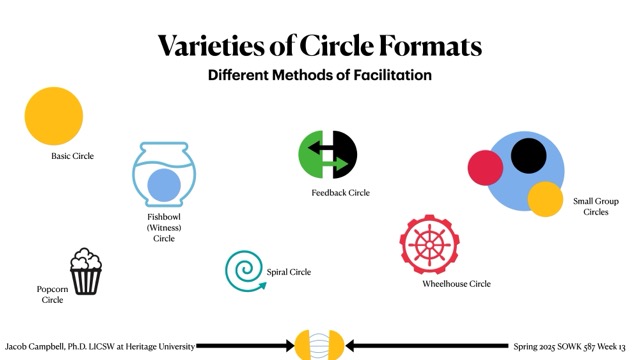 Varieties of Circle Formats
Different Methods of Facilitation
Basic Circle
Fishbowl
(Witness)
Circle
Feedback Circle
Small Group
Circles
Popcorn
Circle
Spiral Circle
Wheelhouse Circle
Jacob Campbell, Ph.D. LICSW at Heritage University
Spring 2025 SOWK 587 Week 13